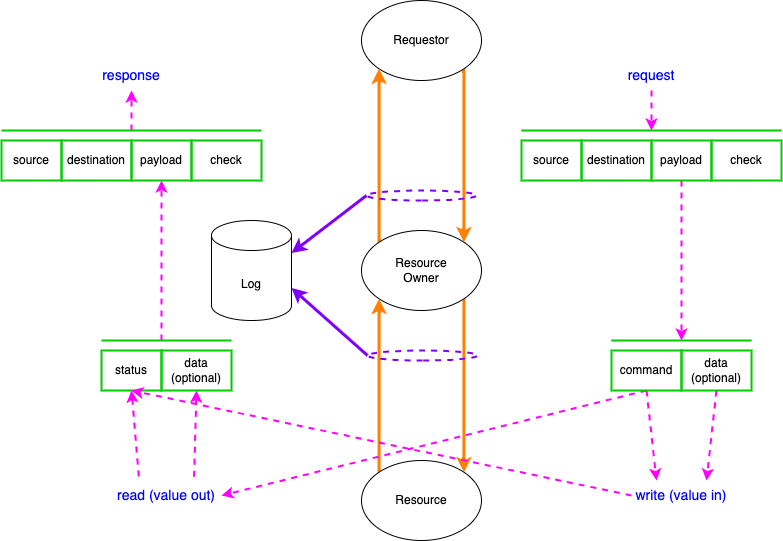 Requestor
response
request
source destination payload check
source destination payload check
Resource
Owner
Log
status data
(optional)
command data
(optional)
read (value out)
Resource
write (value in)